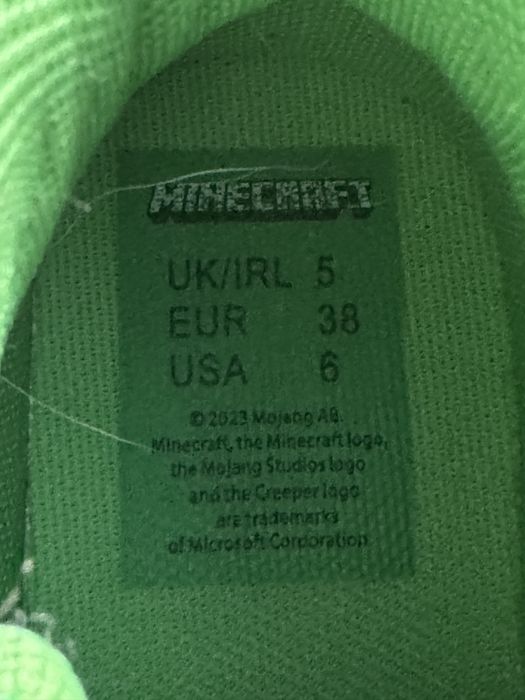 MINECRAFT
UK/IRL 5
EUR 38
USA 6
© 2023 Mojang AB.
Minecraft, the Minecraft logo,
the Mojang Studios logo
and the Creeper logo
are trademarks
of Microsoft Corporation